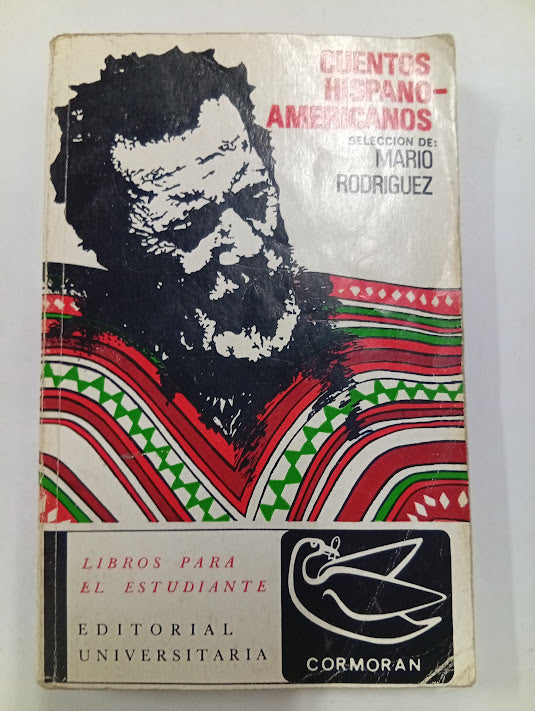 CUENTOS
HISPANO-
AMERICANOS
SELECCION DE:
MARIO
RODRIGUEZ
LIBROS PARA
EL ESTUDIANTE
EDITORIAL
UNIVERSITARIA
CORMORAN